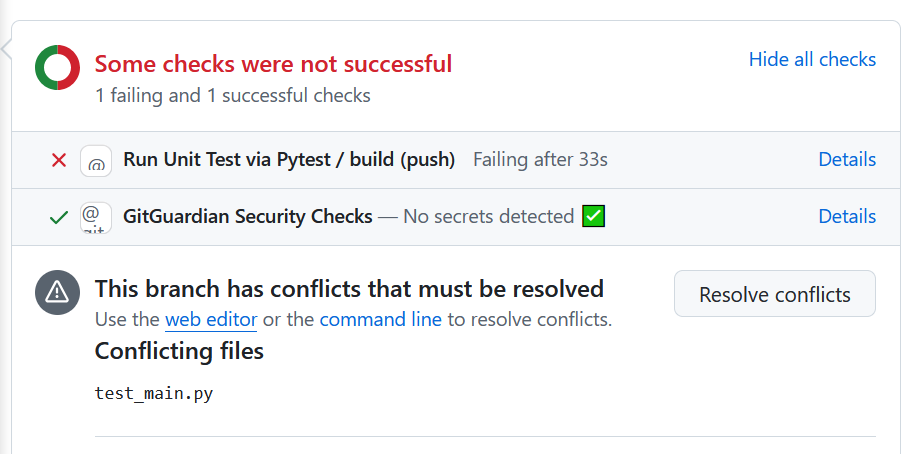 Some checks were not successful
Hide all checks
1 failing and 1 successful checks
@
Run Unit Test via Pytest / build (push) Failing after 33s
Details
@
git
GitGuardian Security Checks — No secrets detected ✅
Details
This branch has conflicts that must be resolved
Resolve conflicts
Use the web editor or the command line to resolve conflicts.
Conflicting files
test_main.py